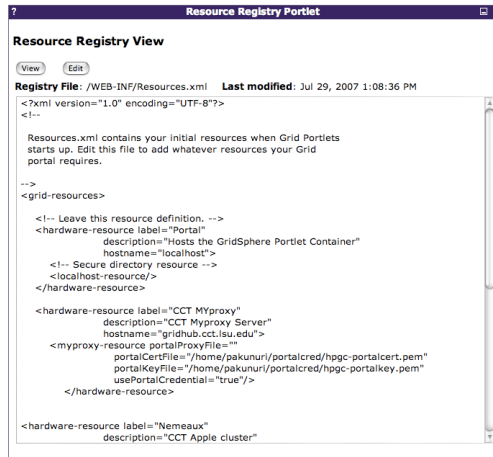 ? Resource Registry Portlet
Resource Registry View
View Edit
Registry File: /WEB-INF/Resources.xml Last modified: Jul 29, 2007 1:08:36 PM
<?xml version="1.0" encoding="UTF-8"?>
<!--
Resources.xml contains your initial resources when Grid Portlets
starts up. Edit this file to add whatever resources your Grid
portal requires.
-->
<grid-resources>
<!-- Leave this resource definition. -->
<hardware-resource label="Portal"
description="Hosts the GridSphere Portlet Container"
hostname="localhost">
<!-- Secure directory resource -->
<localhost-resource/>
</hardware-resource>
<hardware-resource label="CCT MYproxy"
description="CCT Myproxy Server"
hostname="gridhub.cct.lsu.edu">
<myproxy-resource portalProxyFile=""
portalCertFile="/home/pakunuri/portalcred/hpgc-portalcert.pem"
portalKeyFile="/home/pakunuri/portalcred/hpgc-portalkey.pem"
usePortalCredential="true"/>
</hardware-resource>
<hardware-resource label="Nemeaux"
description="CCT Apple cluster"